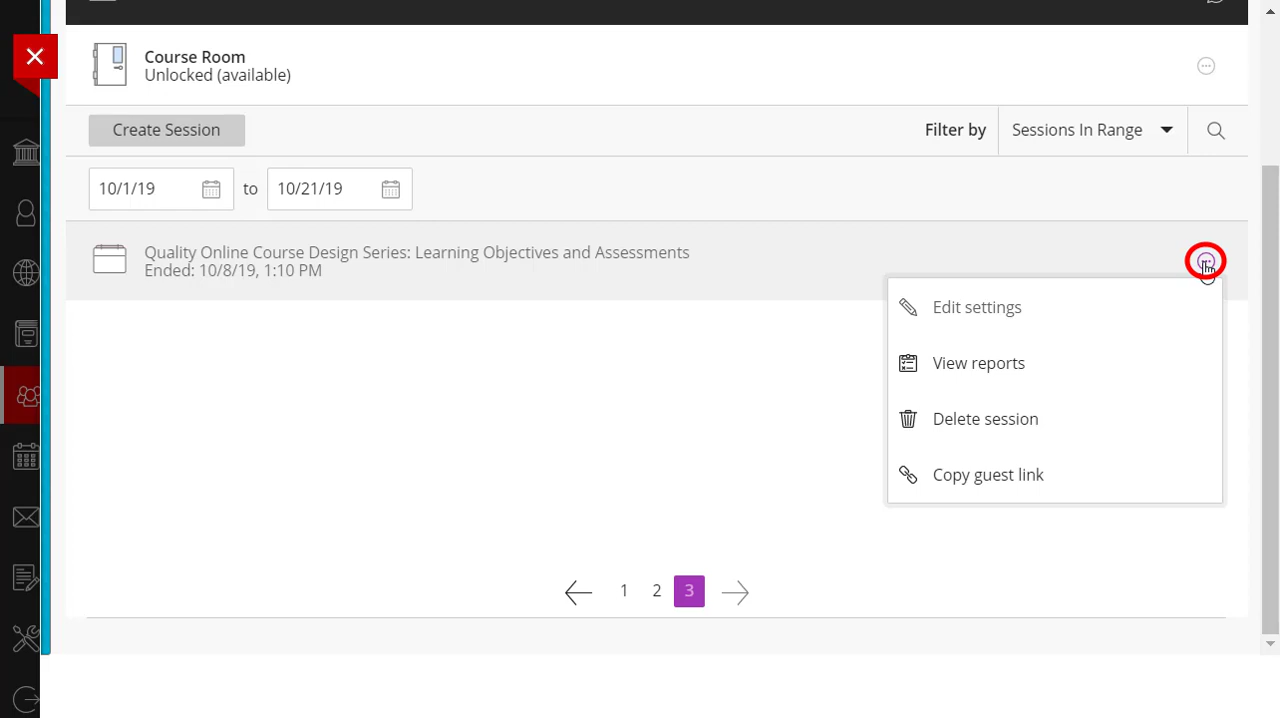 Course Room
Unlocked (available)
Create Session
Filter by
Sessions In Range
10/1/19
to
10/21/19
Quality Online Course Design Series: Learning Objectives and Assessments
Ended: 10/8/19, 1:10 PM
Edit settings
View reports
Delete session
Copy guest link
1 2 3